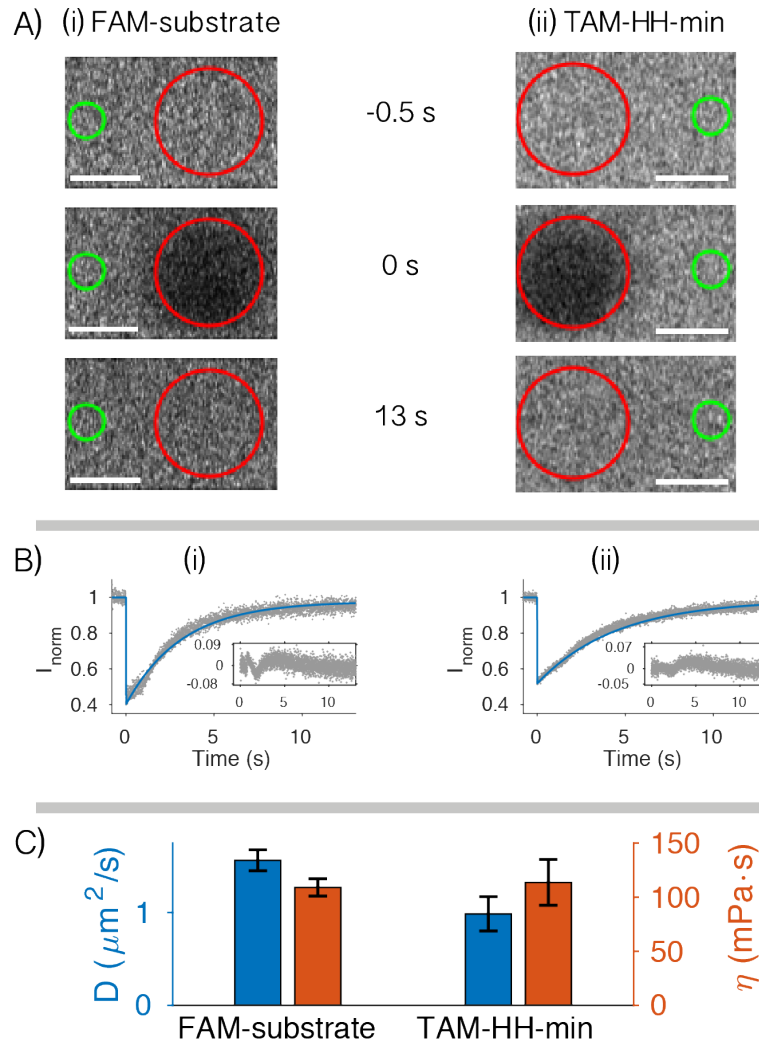 A) (i) FAM-substrate (ii) TAM-HH-min
-0.5 s
0 s
13 s
B) (i) (ii)
1
0.8
0.6
0.4
I_norm
0 5 10
Time (s)
0.09
0
-0.08
0 5 10
1
0.8
0.6
0.4
I_norm
0 5 10
Time (s)
0.07
0
-0.05
0 5 10
C)
D (μm²/s)
1
0
150
100
50
0
η (mPa·s)
FAM-substrate TAM-HH-min